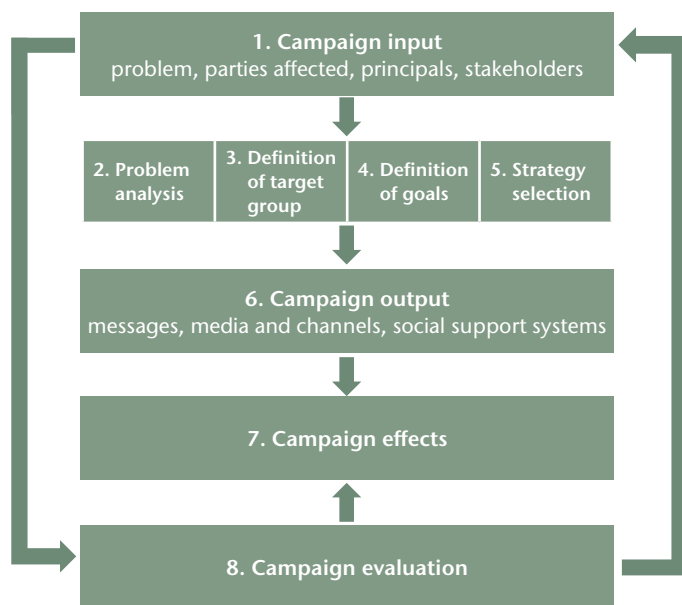 1. Campaign input
problem, parties affected, principals, stakeholders
2. Problem
analysis
3. Definition
of target
group
4. Definition
of goals
5. Strategy
selection
6. Campaign output
messages, media and channels, social support systems
7. Campaign effects
8. Campaign evaluation